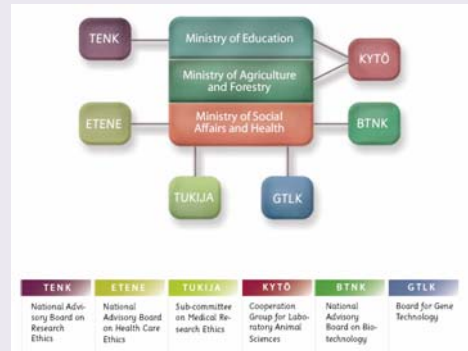 TENK
Ministry of Education
KYTÖ
Ministry of Agriculture
and Forestry
ETENE
Ministry of Social
Affairs and Health
BTNK
TUKIJA
GTLK
TENK
National Advi-
sory Board on
Research
Ethics
ETENE
National
Advisory Board
on Health Care
Ethics
TUKIJA
Sub-committee
on Medical Re-
search Ethics
KYTÖ
Cooperation
Group for Labo-
ratory Animal
Sciences
BTNK
National
Advisory
Board on Bio-
technology
GTLK
Board for Gene
Technology